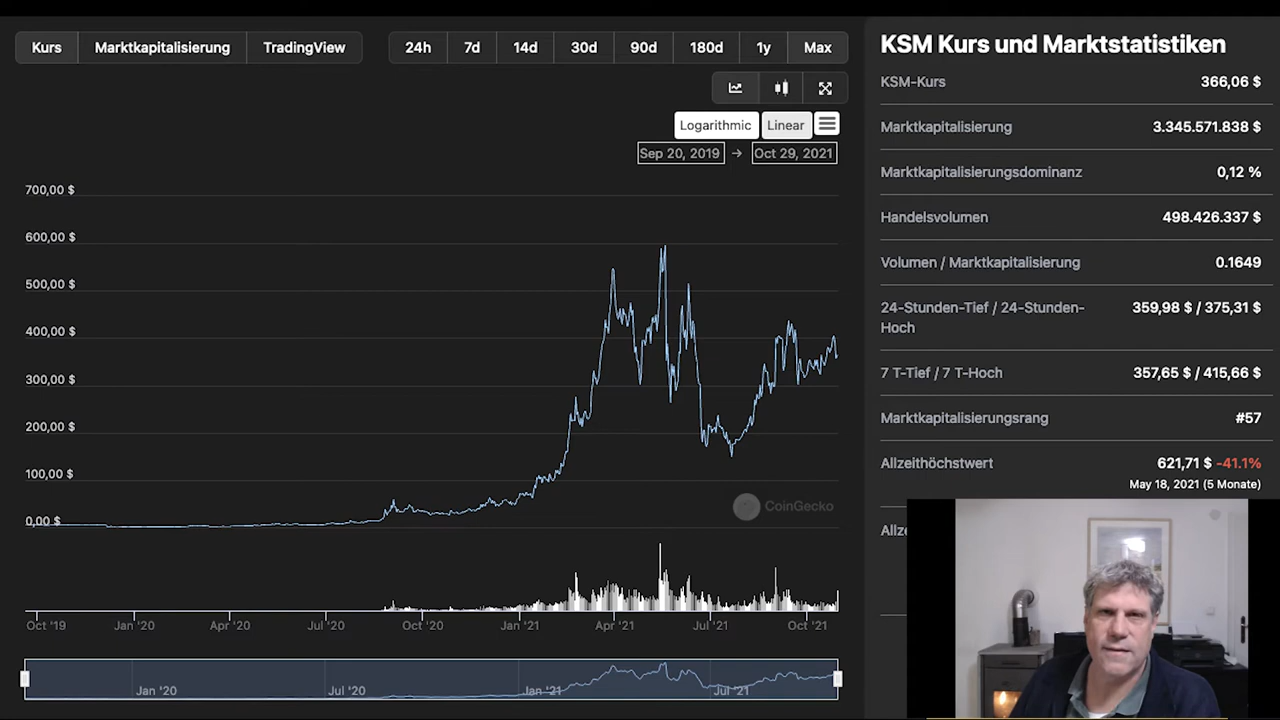 Kurs Marktkapitalisierung TradingView 24h 7d 14d 30d 90d 180d 1y Max
Logarithmic Linear
Sep 20, 2019 → Oct 29, 2021
700,00 $
600,00 $
500,00 $
400,00 $
300,00 $
200,00 $
100,00 $
0,00 $
CoinGecko
Oct '19 Jan '20 Apr '20 Jul '20 Oct '20 Jan '21 Apr '21 Jul '21 Oct '21
Jan '20 Jul '20 Jan '21 Jul '21
KSM Kurs und Marktstatistiken
KSM-Kurs 366,06 $
Marktkapitalisierung 3.345.571.838 $
Marktkapitalisierungsdominanz 0,12 %
Handelsvolumen 498.426.337 $
Volumen / Marktkapitalisierung 0.1649
24-Stunden-Tief / 24-Stunden- 359,98 $ / 375,31 $
Hoch
7 T-Tief / 7 T-Hoch 357,65 $ / 415,66 $
Marktkapitalisierungsrang #57
Allzeithöchstwert 621,71 $ -41.1%
May 18, 2021 (5 Monate)